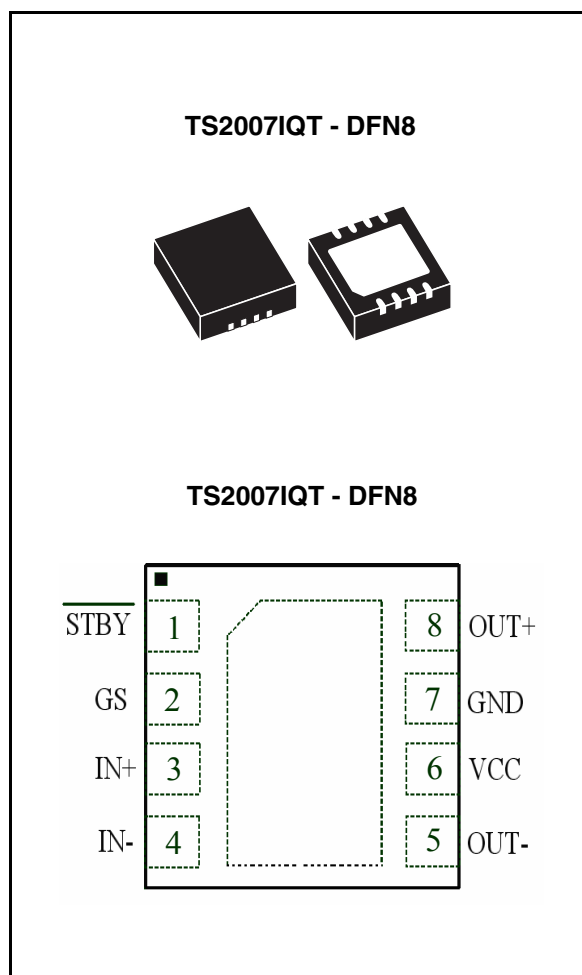 TS2007IQT - DFN8
TS2007IQT - DFN8
STBY 1 8 OUT+
GS 2 7 GND
IN+ 3 6 VCC
IN- 4 5 OUT-